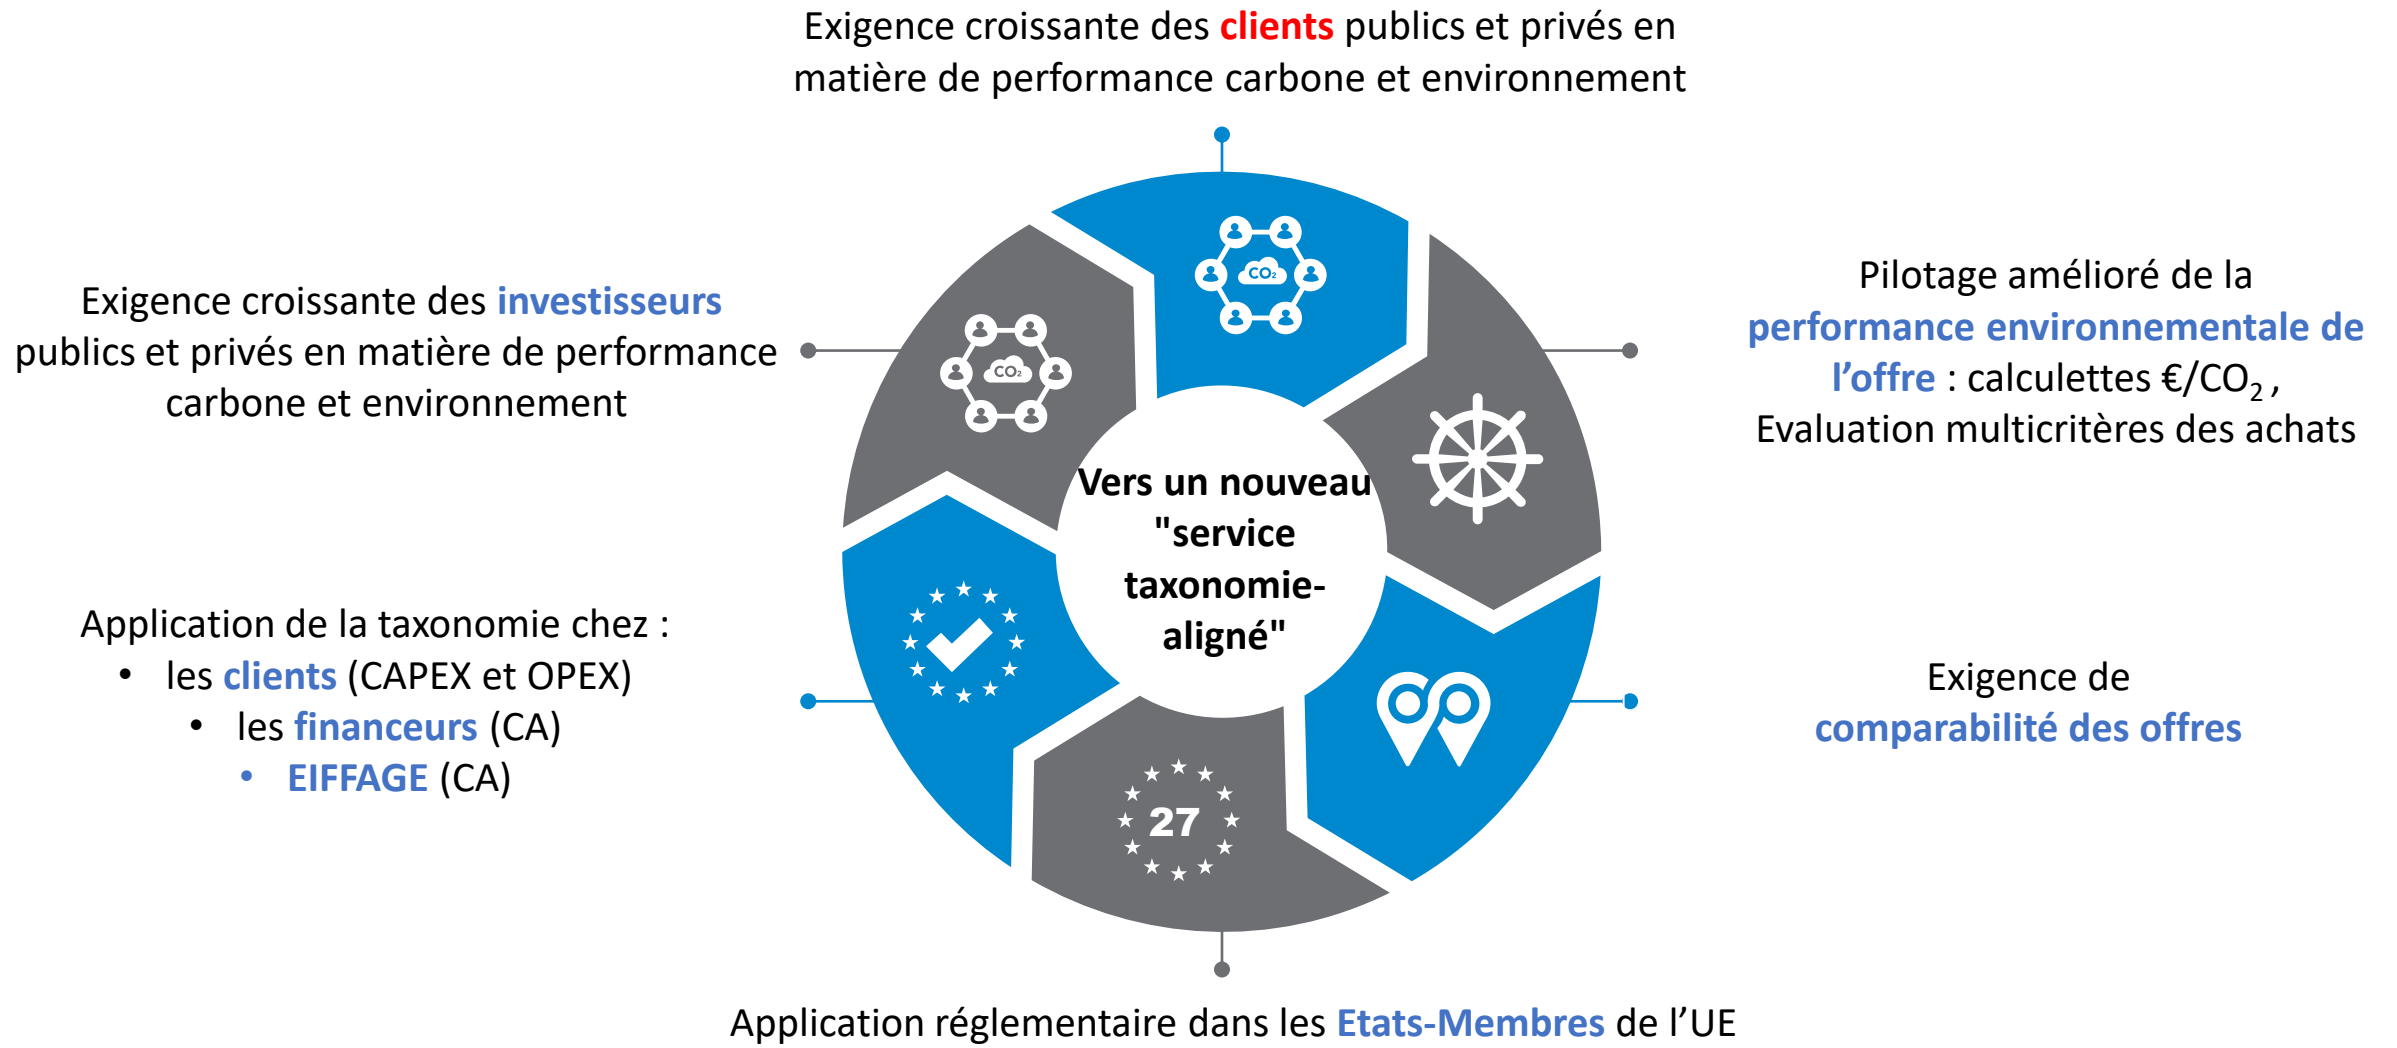 Exigence croissante des clients publics et privés en
matière de performance carbone et environnement
CO₂
Exigence croissante des investisseurs
publics et privés en matière de performance
carbone et environnement
CO₂
Pilotage amélioré de la
performance environnementale de
l’offre : calculettes €/CO₂ ,
Evaluation multicritères des achats
Vers un nouveau
"service
taxonomie-
aligné"
Application de la taxonomie chez :
• les clients (CAPEX et OPEX)
• les financeurs (CA)
• EIFFAGE (CA)
Exigence de
comparabilité des offres
27
Application réglementaire dans les Etats-Membres de l’UE